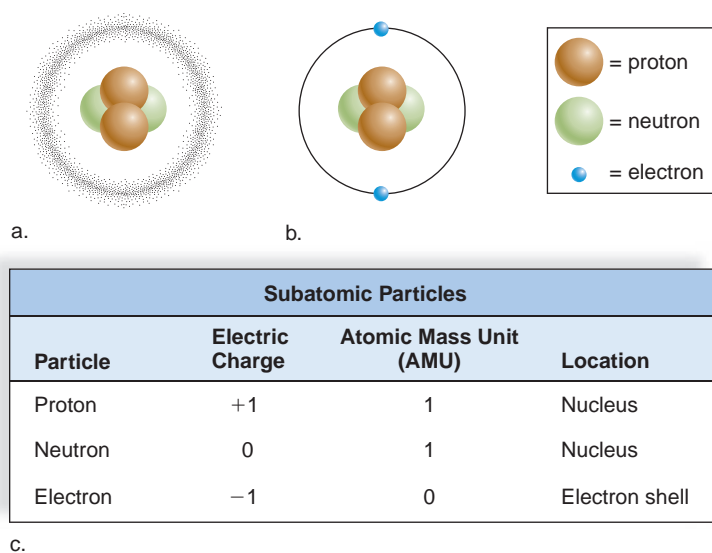 = proton
= neutron
= electron
a.
b.
Subatomic Particles
Particle Electric Charge Atomic Mass Unit (AMU) Location
Proton +1 1 Nucleus
Neutron 0 1 Nucleus
Electron −1 0 Electron shell
c.